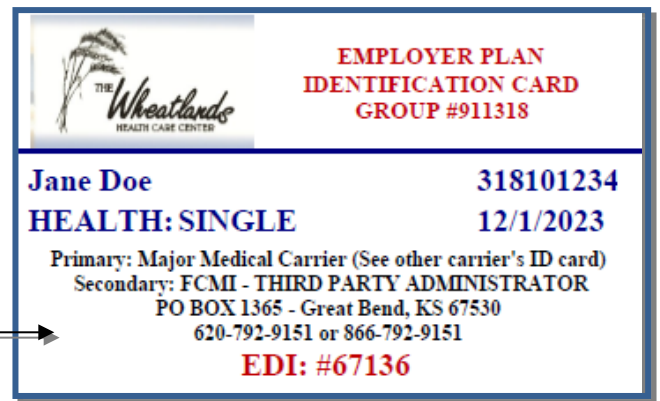 THE
Wheatlands
HEALTH CARE CENTER
EMPLOYER PLAN
IDENTIFICATION CARD
GROUP #911318
Jane Doe 318101234
HEALTH: SINGLE 12/1/2023
Primary: Major Medical Carrier (See other carrier's ID card)
Secondary: FCMI - THIRD PARTY ADMINISTRATOR
PO BOX 1365 - Great Bend, KS 67530
620-792-9151 or 866-792-9151
EDI: #67136